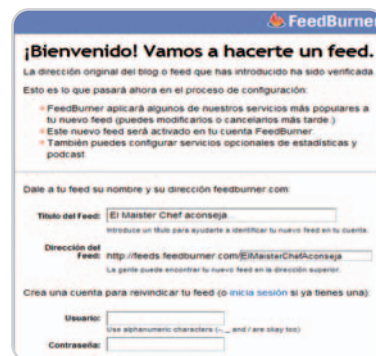 FeedBurner
¡Bienvenido! Vamos a hacerte un feed.
La dirección original del blog o feed que has introducido ha sido verificada
Esto es lo que pasará ahora en el proceso de configuración:
FeedBurner aplicará algunos de nuestros servicios más populares a
tu nuevo feed (puedes modificarlos o cancelarlos más tarde.)
Este nuevo feed será activado en tu cuenta FeedBurner.
También puedes configurar servicios opcionales de estadísticas y
podcast
Dale a tu feed su nombre y su dirección feedburner.com:
Título del Feed: El Maister Chef aconseja
Introduce un título para ayudarte a identificar tu nuevo feed en tu cuenta.
Dirección del
Feed: http://feeds.feedburner.com/ElMaisterChefAconseja
La gente puede encontrar tu nuevo feed en la dirección superior.
Crea una cuenta para reivindicar tu feed (o inicia sesión si ya tienes una):
Usuario:
Use alphanumeric characters (-, _ and / are okay too)
Contraseña: